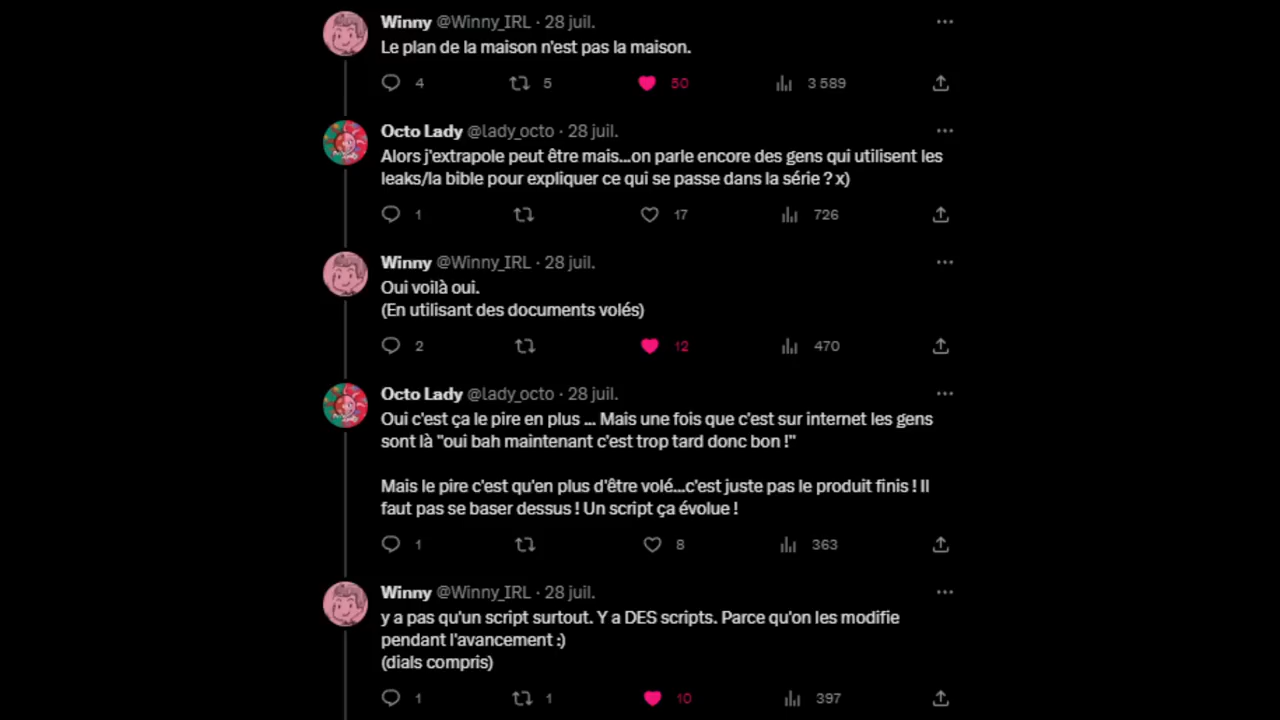 Winny @Winny_IRL · 28 juil.
Le plan de la maison n'est pas la maison.
4 5 50 3 589
Octo Lady @lady_octo · 28 juil.
Alors j'extrapole peut être mais...on parle encore des gens qui utilisent les
leaks/la bible pour expliquer ce qui se passe dans la série ? x)
1 17 726
Winny @Winny_IRL · 28 juil.
Oui voilà oui.
(En utilisant des documents volés)
2 12 470
Octo Lady @lady_octo · 28 juil.
Oui c'est ça le pire en plus ... Mais une fois que c'est sur internet les gens
sont là "oui bah maintenant c'est trop tard donc bon !"
Mais le pire c'est qu'en plus d'être volé...c'est juste pas le produit finis ! Il
faut pas se baser dessus ! Un script ça évolue !
1 8 363
Winny @Winny_IRL · 28 juil.
y a pas qu'un script surtout. Y a DES scripts. Parce qu'on les modifie
pendant l'avancement :)
(dials compris)
1 1 10 397